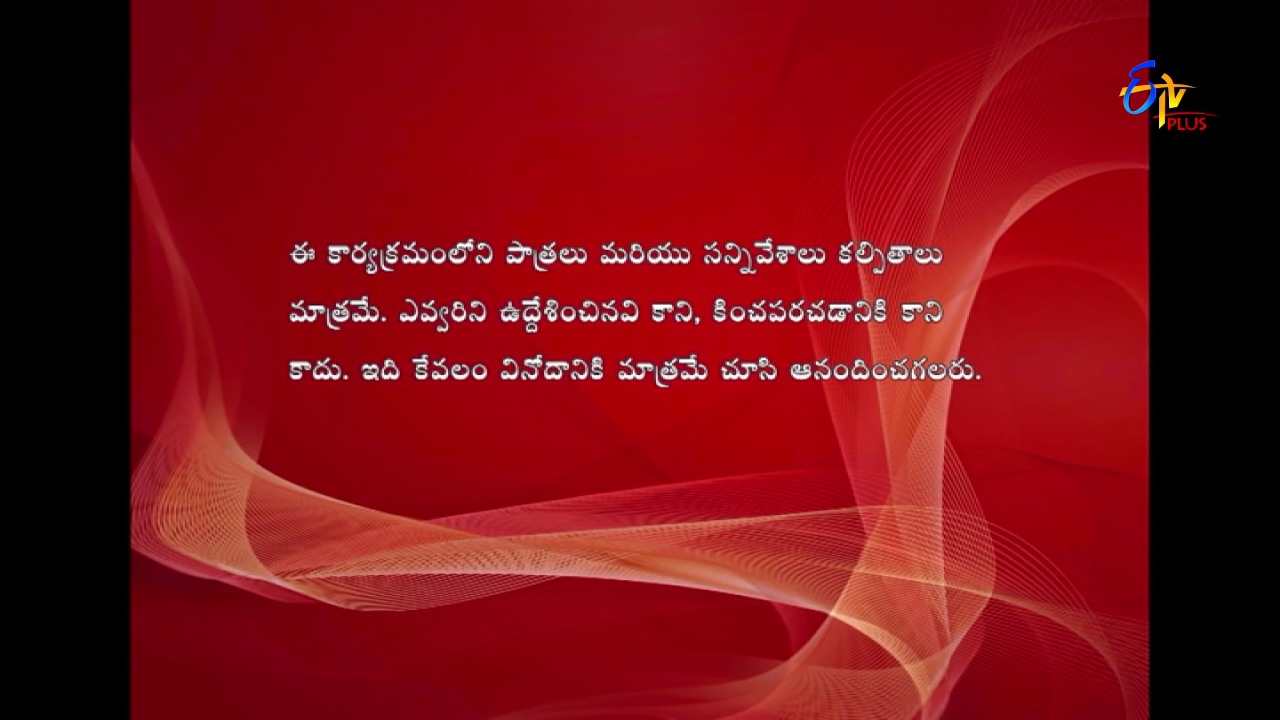 ETV
PLUS
ఈ కార్యక్రమంలోని పాత్రలు మరియు సన్నివేశాలు కల్పితాలు
మాత్రమే. ఎవ్వరిని ఉద్దేశించినవి కాని, కించపరచడానికి కాని
కాదు. ఇది కేవలం వినోదానికి మాత్రమే చూసి ఆనందించగలరు.